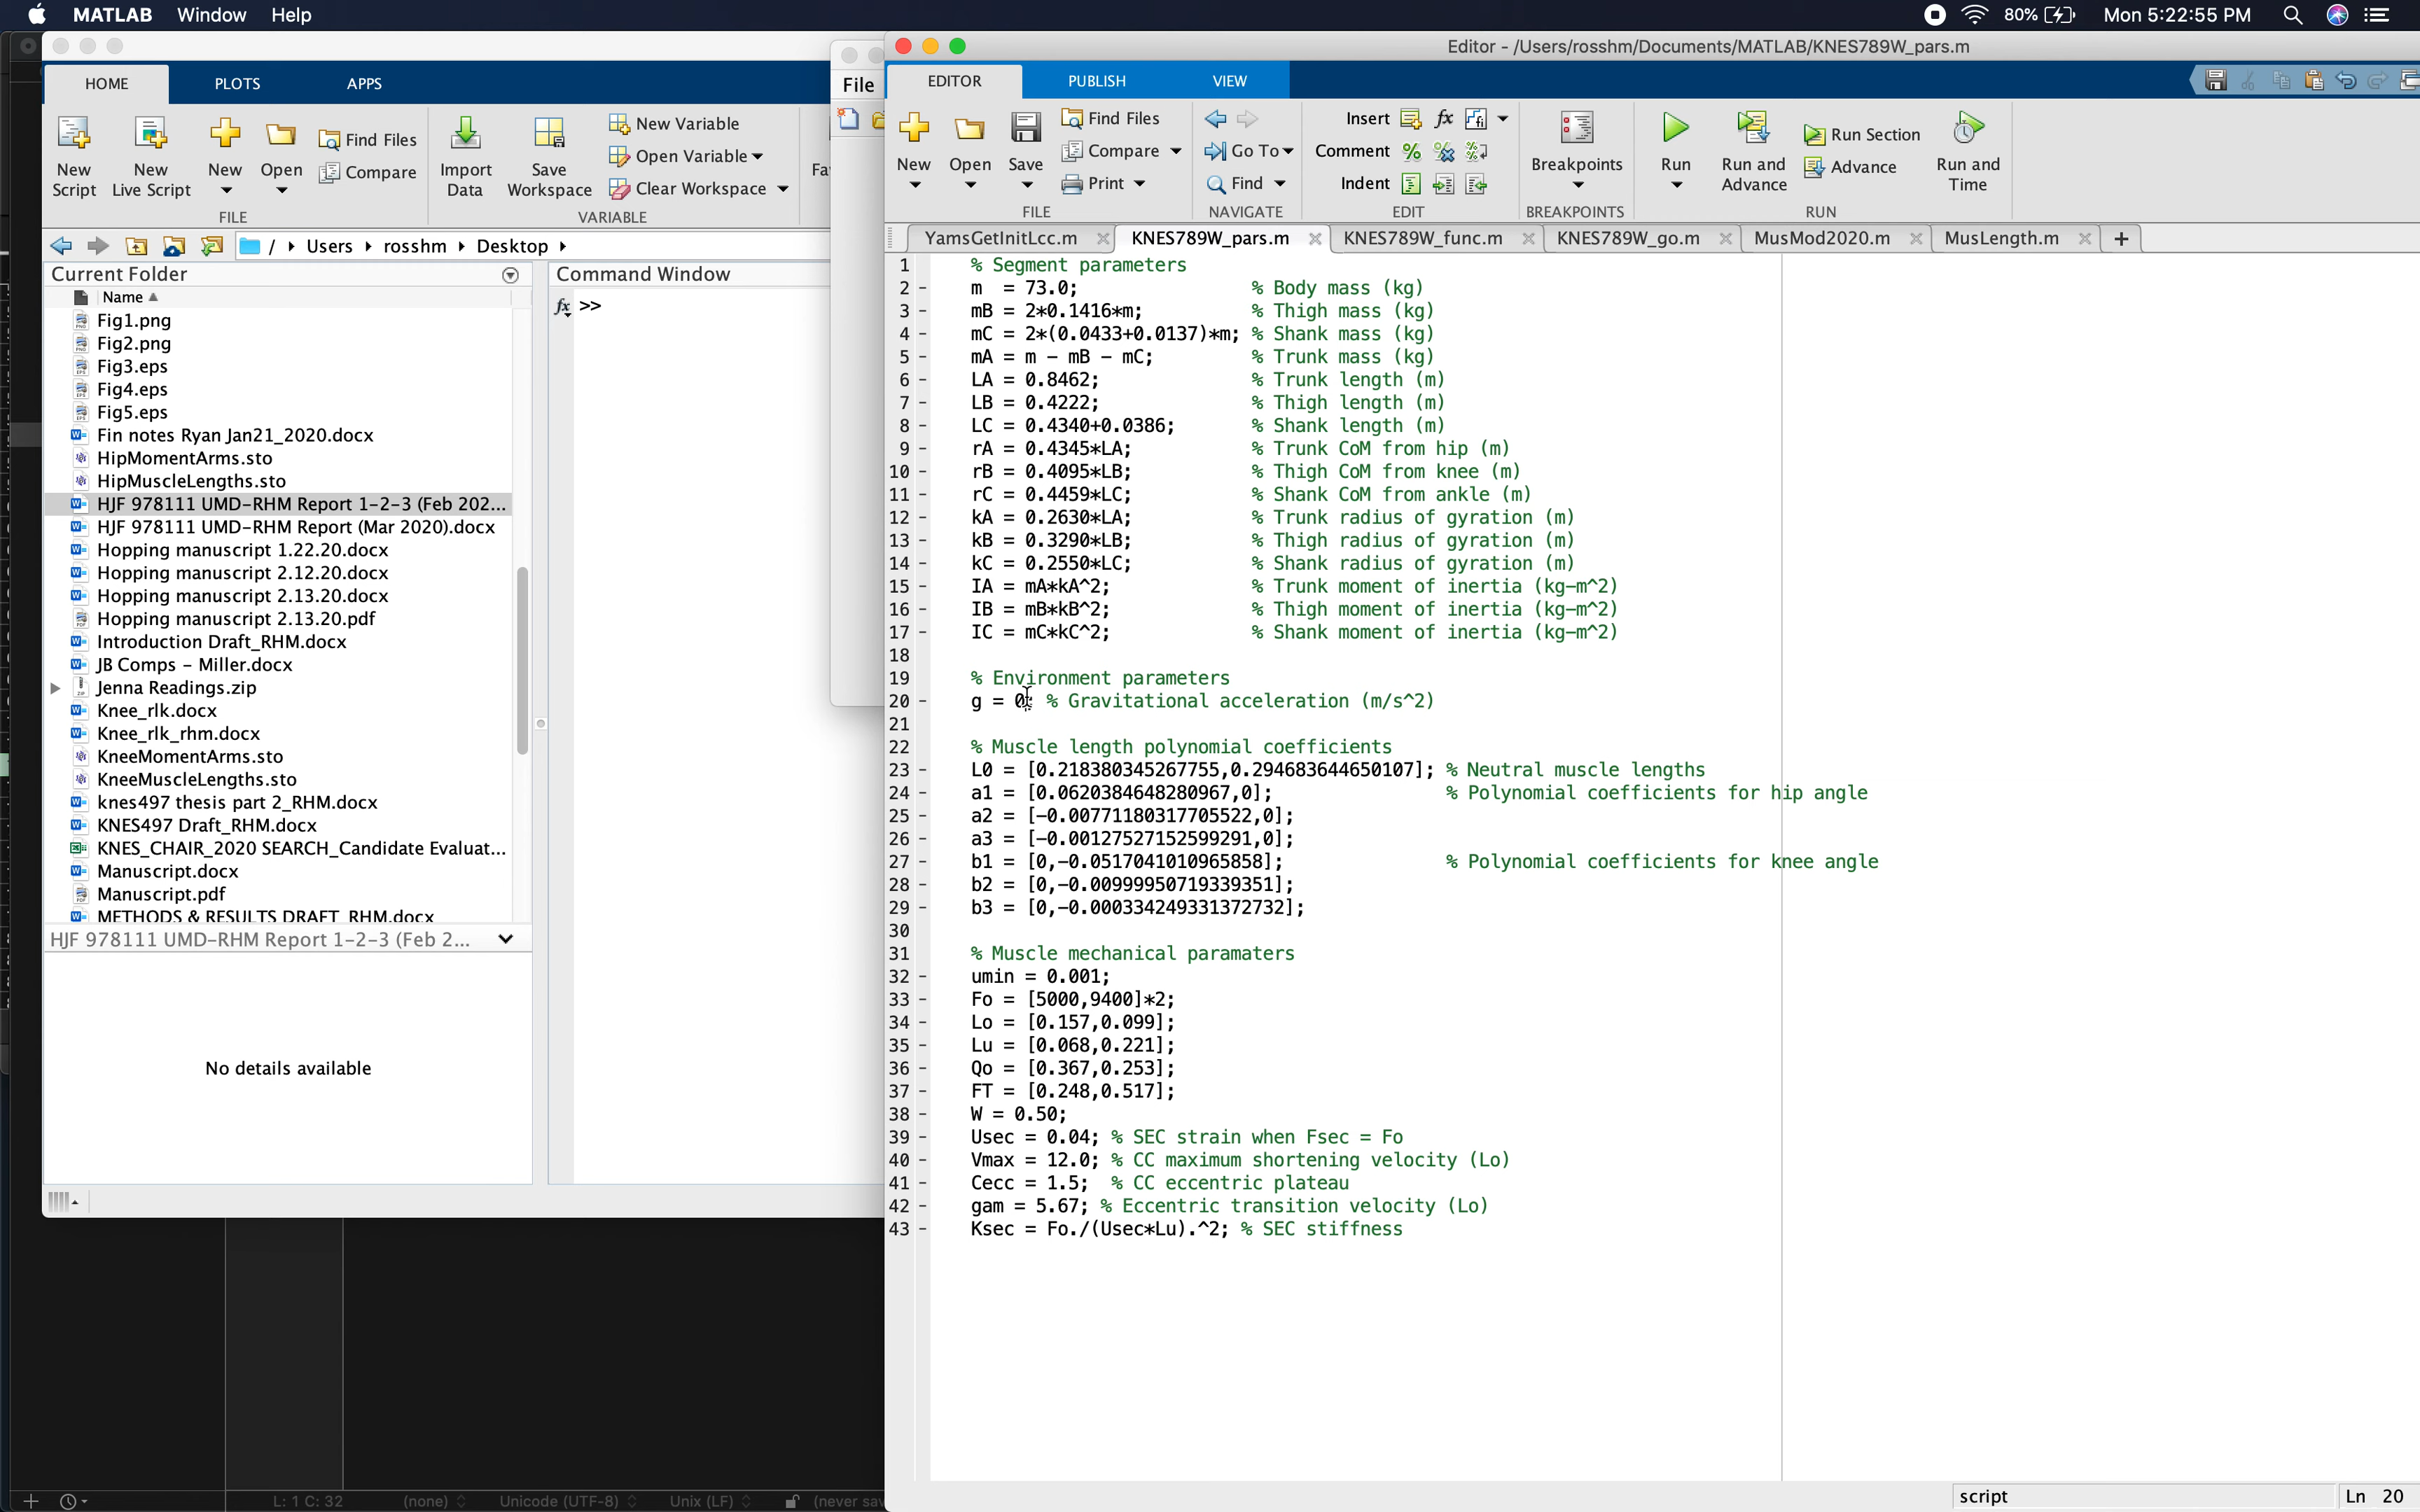 MATLAB Window Help
80% Mon 5:22:55 PM
HOME PLOTS APPS
New Script
New Live Script
New
Open
Find Files
Compare
FILE
Import Data
Save Workspace
New Variable
Open Variable
Clear Workspace
VARIABLE
/ Users rosshm Desktop
Current Folder
Name
Fig1.png
Fig2.png
Fig3.eps
Fig4.eps
Fig5.eps
Fin notes Ryan Jan21_2020.docx
HipMomentArms.sto
HipMuscleLengths.sto
HJF 978111 UMD-RHM Report 1-2-3 (Feb 202...
HJF 978111 UMD-RHM Report (Mar 2020).docx
Hopping manuscript 1.22.20.docx
Hopping manuscript 2.12.20.docx
Hopping manuscript 2.13.20.docx
Hopping manuscript 2.13.20.pdf
Introduction Draft_RHM.docx
JB Comps - Miller.docx
Jenna Readings.zip
Knee_rlk.docx
Knee_rlk_rhm.docx
KneeMomentArms.sto
KneeMuscleLengths.sto
knes497 thesis part 2_RHM.docx
KNES497 Draft_RHM.docx
KNES_CHAIR_2020 SEARCH_Candidate Evaluat...
Manuscript.docx
Manuscript.pdf
METHODS & RESULTS DRAFT_RHM.docx
HJF 978111 UMD-RHM Report 1-2-3 (Feb 2...
No details available
Command Window
fx >>
File
Editor - /Users/rosshm/Documents/MATLAB/KNES789W_pars.m
EDITOR PUBLISH VIEW
New
Open
Save
Find Files
Compare
Print
FILE
Go To
Find
NAVIGATE
Insert fx
Comment
Indent
EDIT
Breakpoints
BREAKPOINTS
Run
Run and Advance
Run Section
Advance
Run and Time
RUN
YamsGetInitLcc.m KNES789W_pars.m KNES789W_func.m KNES789W_go.m MusMod2020.m MusLength.m +
1 % Segment parameters
2 - m = 73.0; % Body mass (kg)
3 - mB = 2*0.1416*m; % Thigh mass (kg)
4 - mC = 2*(0.0433+0.0137)*m; % Shank mass (kg)
5 - mA = m - mB - mC; % Trunk mass (kg)
6 - LA = 0.8462; % Trunk length (m)
7 - LB = 0.4222; % Thigh length (m)
8 - LC = 0.4340+0.0386; % Shank length (m)
9 - rA = 0.4345*LA; % Trunk CoM from hip (m)
10 - rB = 0.4095*LB; % Thigh CoM from knee (m)
11 - rC = 0.4459*LC; % Shank CoM from ankle (m)
12 - kA = 0.2630*LA; % Trunk radius of gyration (m)
13 - kB = 0.3290*LB; % Thigh radius of gyration (m)
14 - kC = 0.2550*LC; % Shank radius of gyration (m)
15 - IA = mA*kA^2; % Trunk moment of inertia (kg-m^2)
16 - IB = mB*kB^2; % Thigh moment of inertia (kg-m^2)
17 - IC = mC*kC^2; % Shank moment of inertia (kg-m^2)
18
19 % Environment parameters
20 - g = 0; % Gravitational acceleration (m/s^2)
21
22 % Muscle length polynomial coefficients
23 - L0 = [0.218380345267755,0.294683644650107]; % Neutral muscle lengths
24 - a1 = [0.0620384648280967,0]; % Polynomial coefficients for hip angle
25 - a2 = [-0.00771180317705522,0];
26 - a3 = [-0.00127527152599291,0];
27 - b1 = [0,-0.0517041010965858]; % Polynomial coefficients for knee angle
28 - b2 = [0,-0.00999950719339351];
29 - b3 = [0,-0.000334249331372732];
30
31 % Muscle mechanical paramaters
32 - umin = 0.001;
33 - Fo = [5000,9400]*2;
34 - Lo = [0.157,0.099];
35 - Lu = [0.068,0.221];
36 - Qo = [0.367,0.253];
37 - FT = [0.248,0.517];
38 - W = 0.50;
39 - Usec = 0.04; % SEC strain when Fsec = Fo
40 - Vmax = 12.0; % CC maximum shortening velocity (Lo)
41 - Cecc = 1.5; % CC eccentric plateau
42 - gam = 5.67; % Eccentric transition velocity (Lo)
43 - Ksec = Fo./(Usec*Lu).^2; % SEC stiffness
script Ln 20
L: 1 C: 32 (none) Unicode (UTF-8) Unix (LF) (never